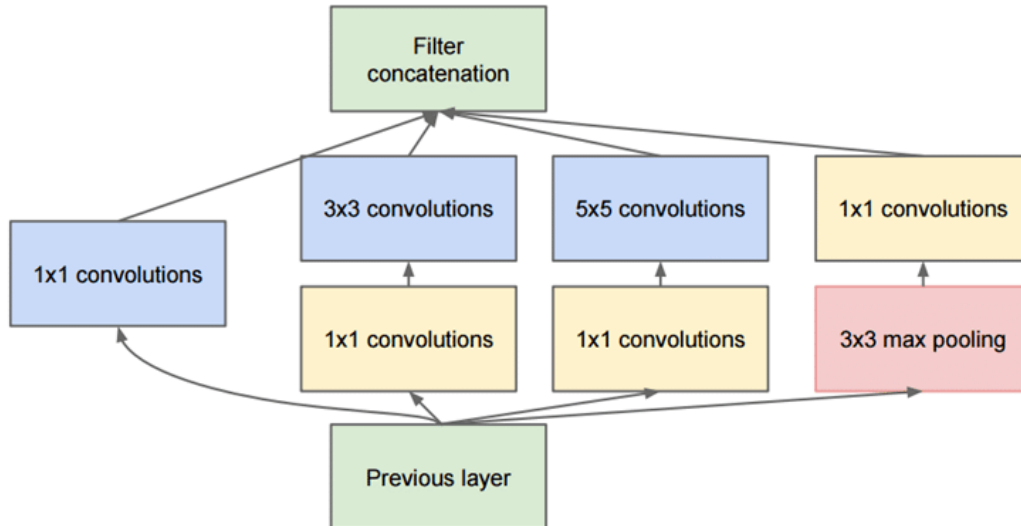 Filter
concatenation
3x3 convolutions
5x5 convolutions
1x1 convolutions
1x1 convolutions
1x1 convolutions
1x1 convolutions
3x3 max pooling
Previous layer